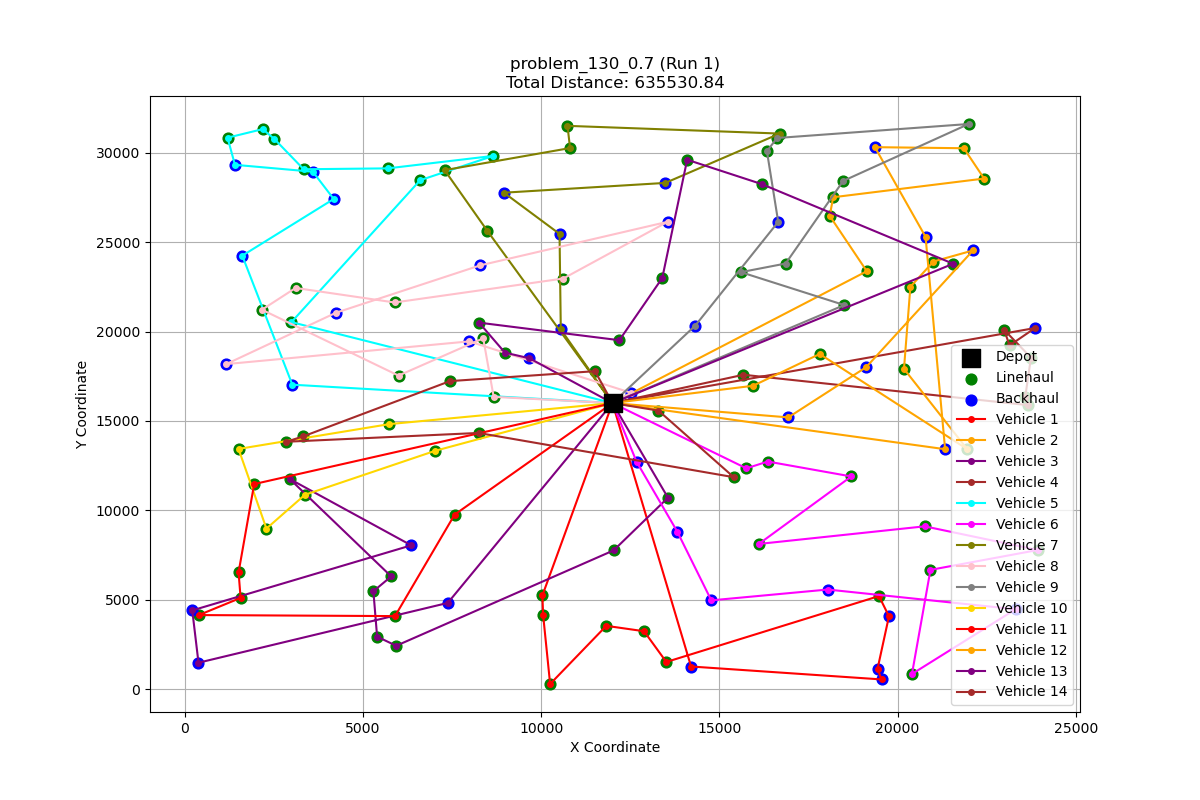 problem_130_0.7 (Run 1)
Total Distance: 635530.84
Y Coordinate
30000
25000
20000
15000
10000
5000
0
Depot
Linehaul
Backhaul
Vehicle 1
Vehicle 2
Vehicle 3
Vehicle 4
Vehicle 5
Vehicle 6
Vehicle 7
Vehicle 8
Vehicle 9
Vehicle 10
Vehicle 11
Vehicle 12
Vehicle 13
Vehicle 14
0 5000 10000 15000 20000 25000
X Coordinate